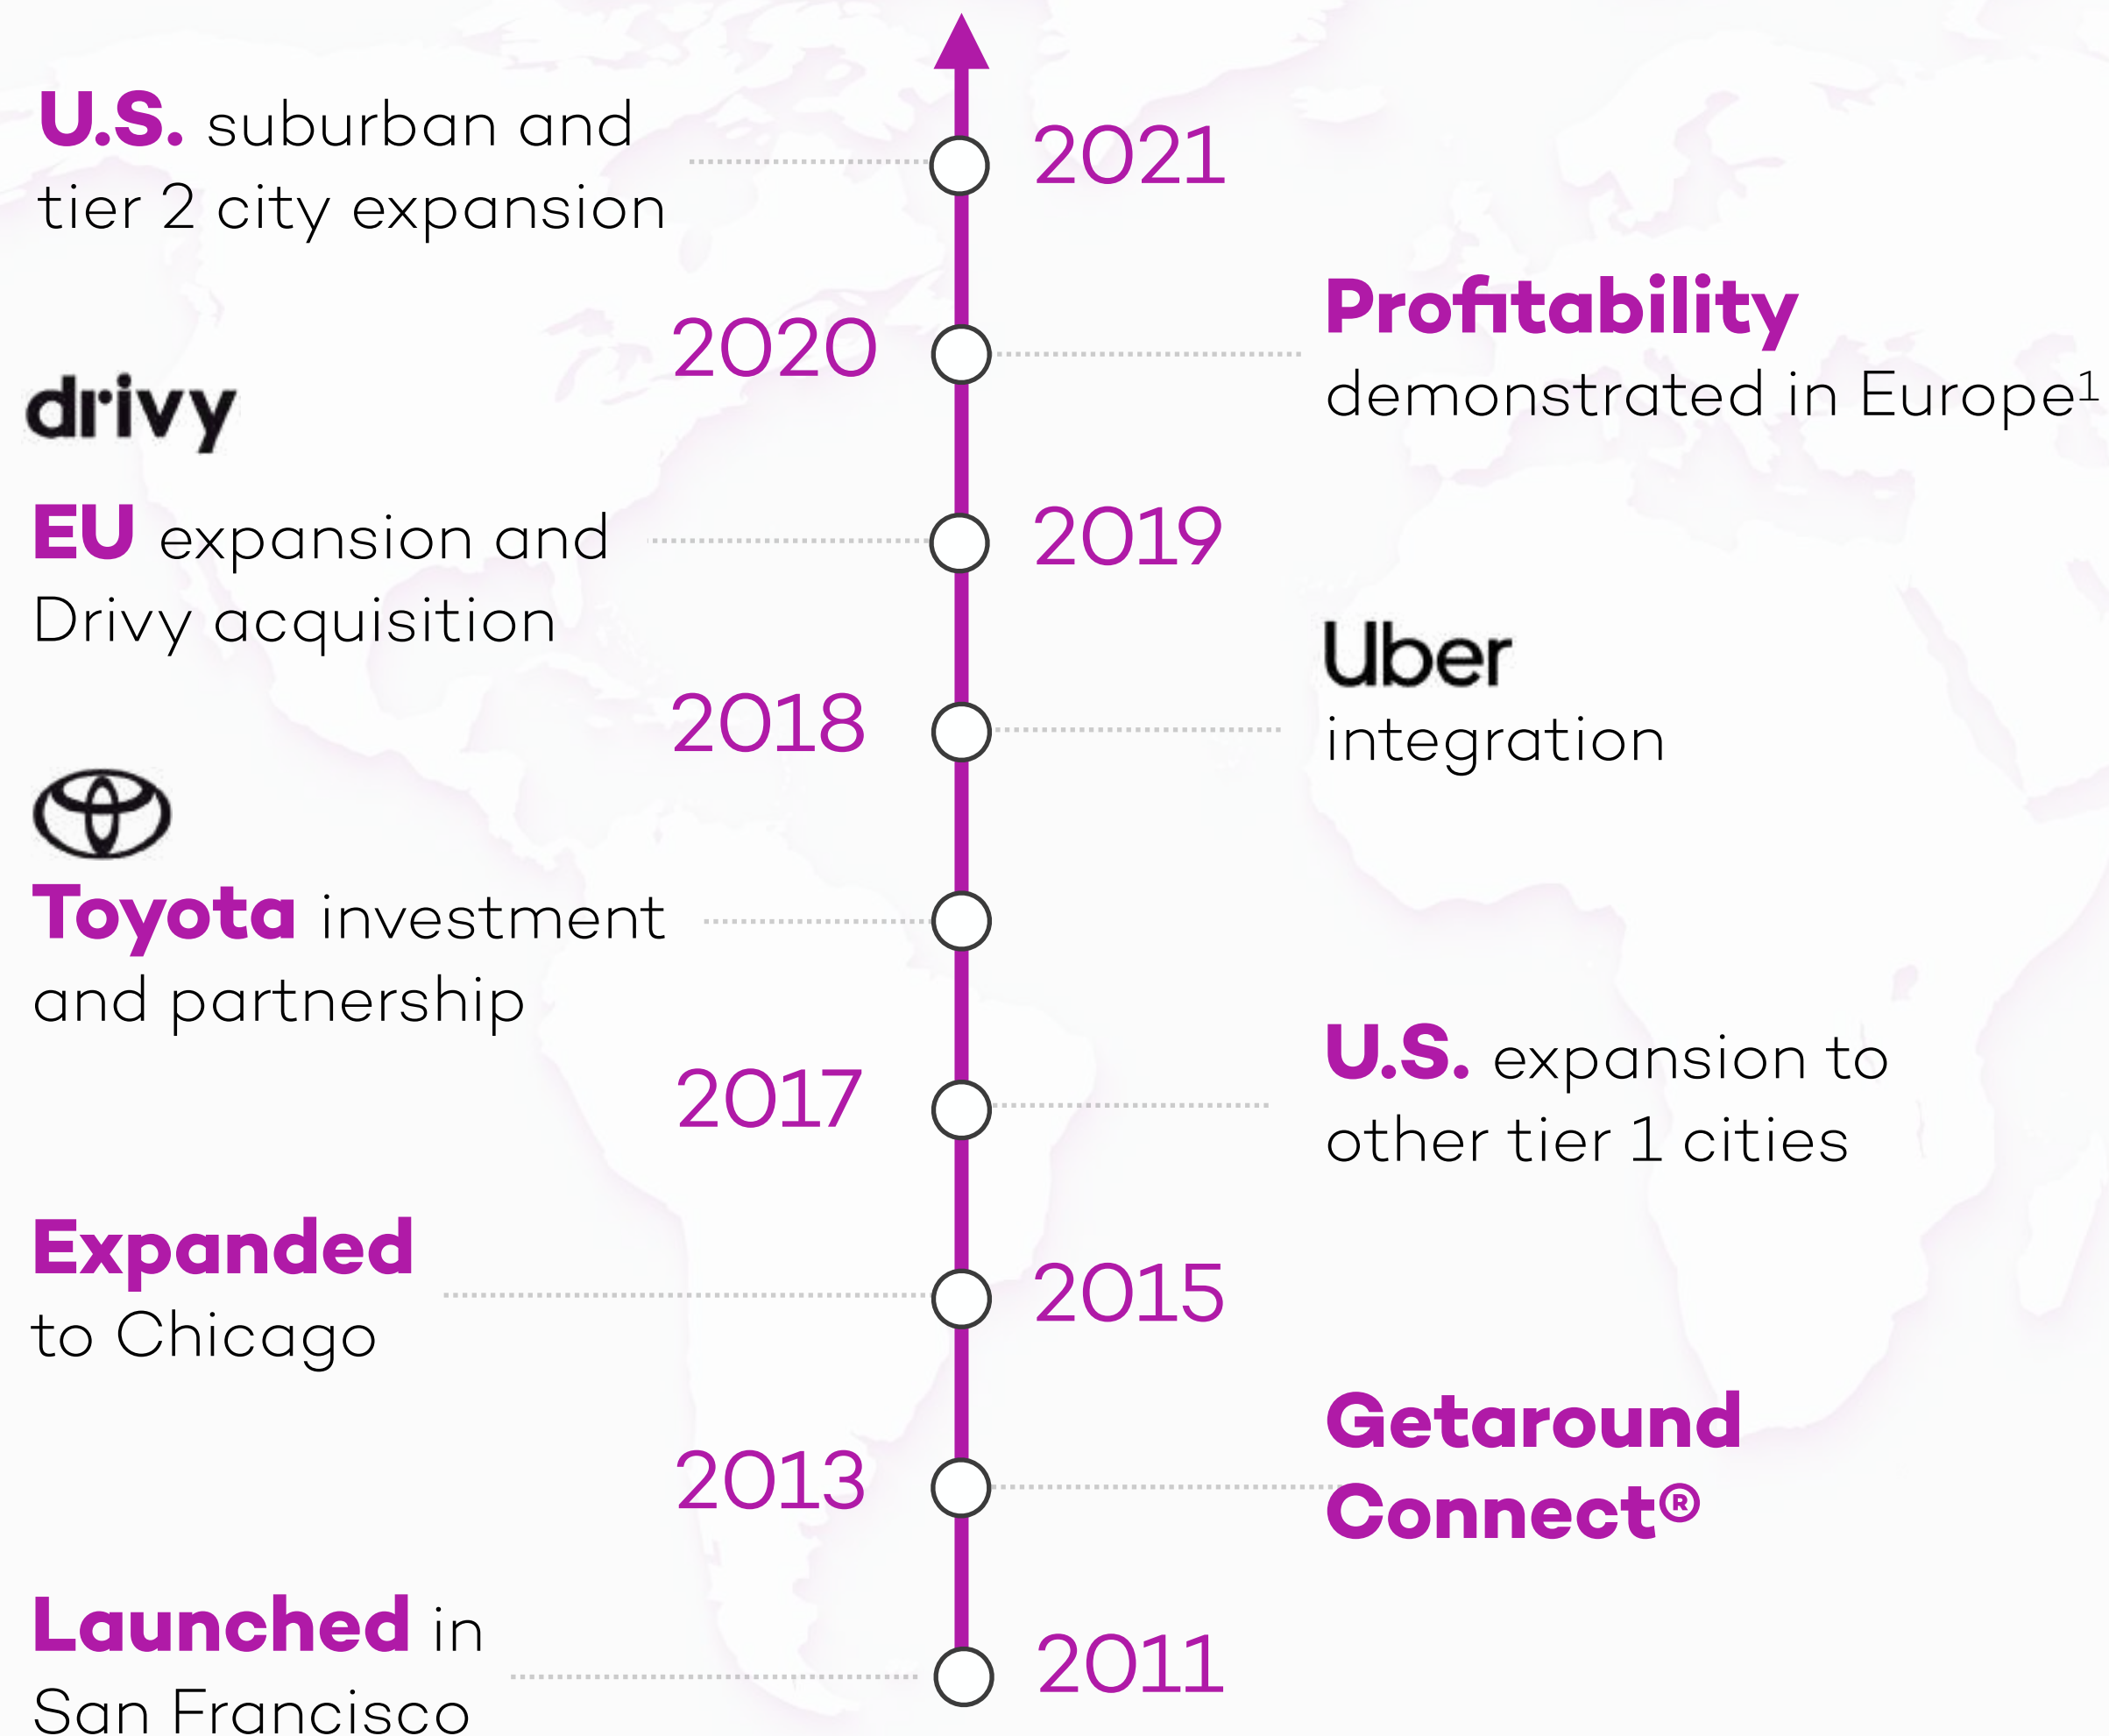 U.S. suburban and
tier 2 city expansion
2021
2020
Profitability
demonstrated in Europe¹
drivy
EU expansion and
Drivy acquisition
2019
2018
Uber
integration
Toyota investment
and partnership
2017
U.S. expansion to
other tier 1 cities
Expanded
to Chicago
2015
2013
Getaround
Connect®
Launched in
San Francisco
2011